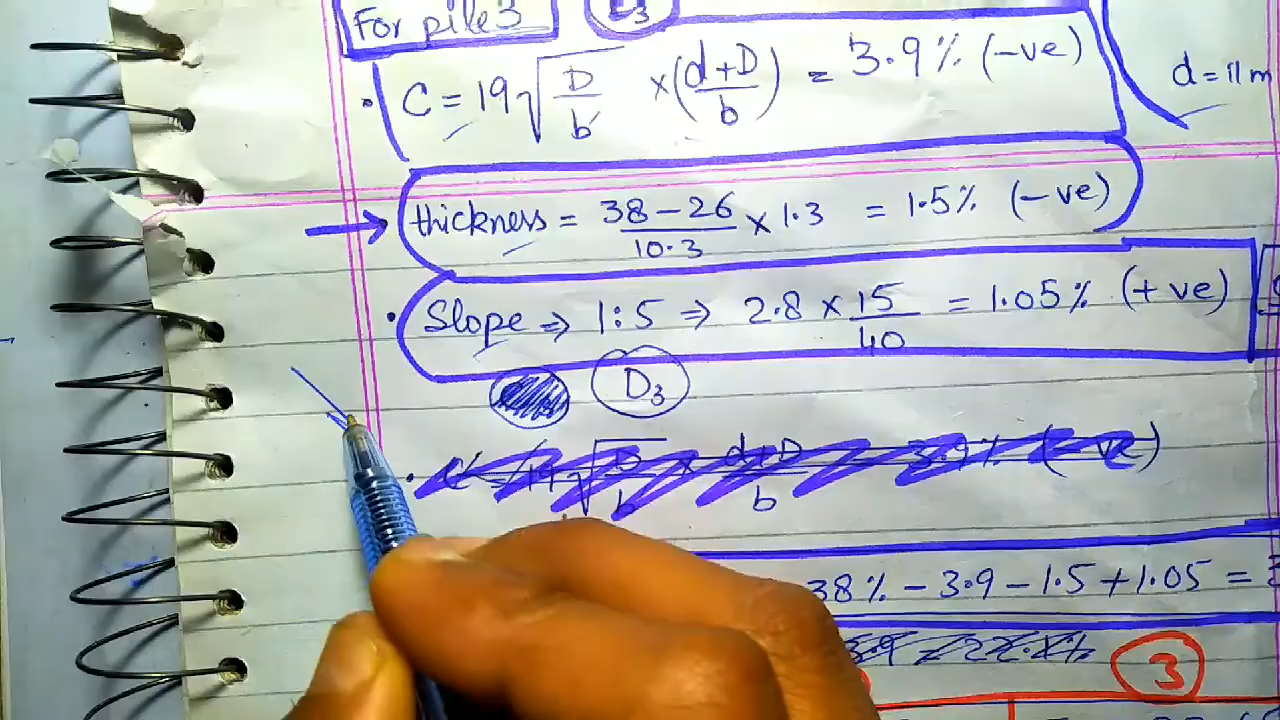 For pile 3
d = 11 m
C = 19 √(D/b) × (d+D/b) = 3.9% (-ve)
thickness = 38-26/10.3 × 1.3 = 1.5% (-ve)
Slope ⇒ 1:5 ⇒ 2.8 × 15/40 = 1.05% (+ve)
D3
38% - 3.9 - 1.5 + 1.05 =
3